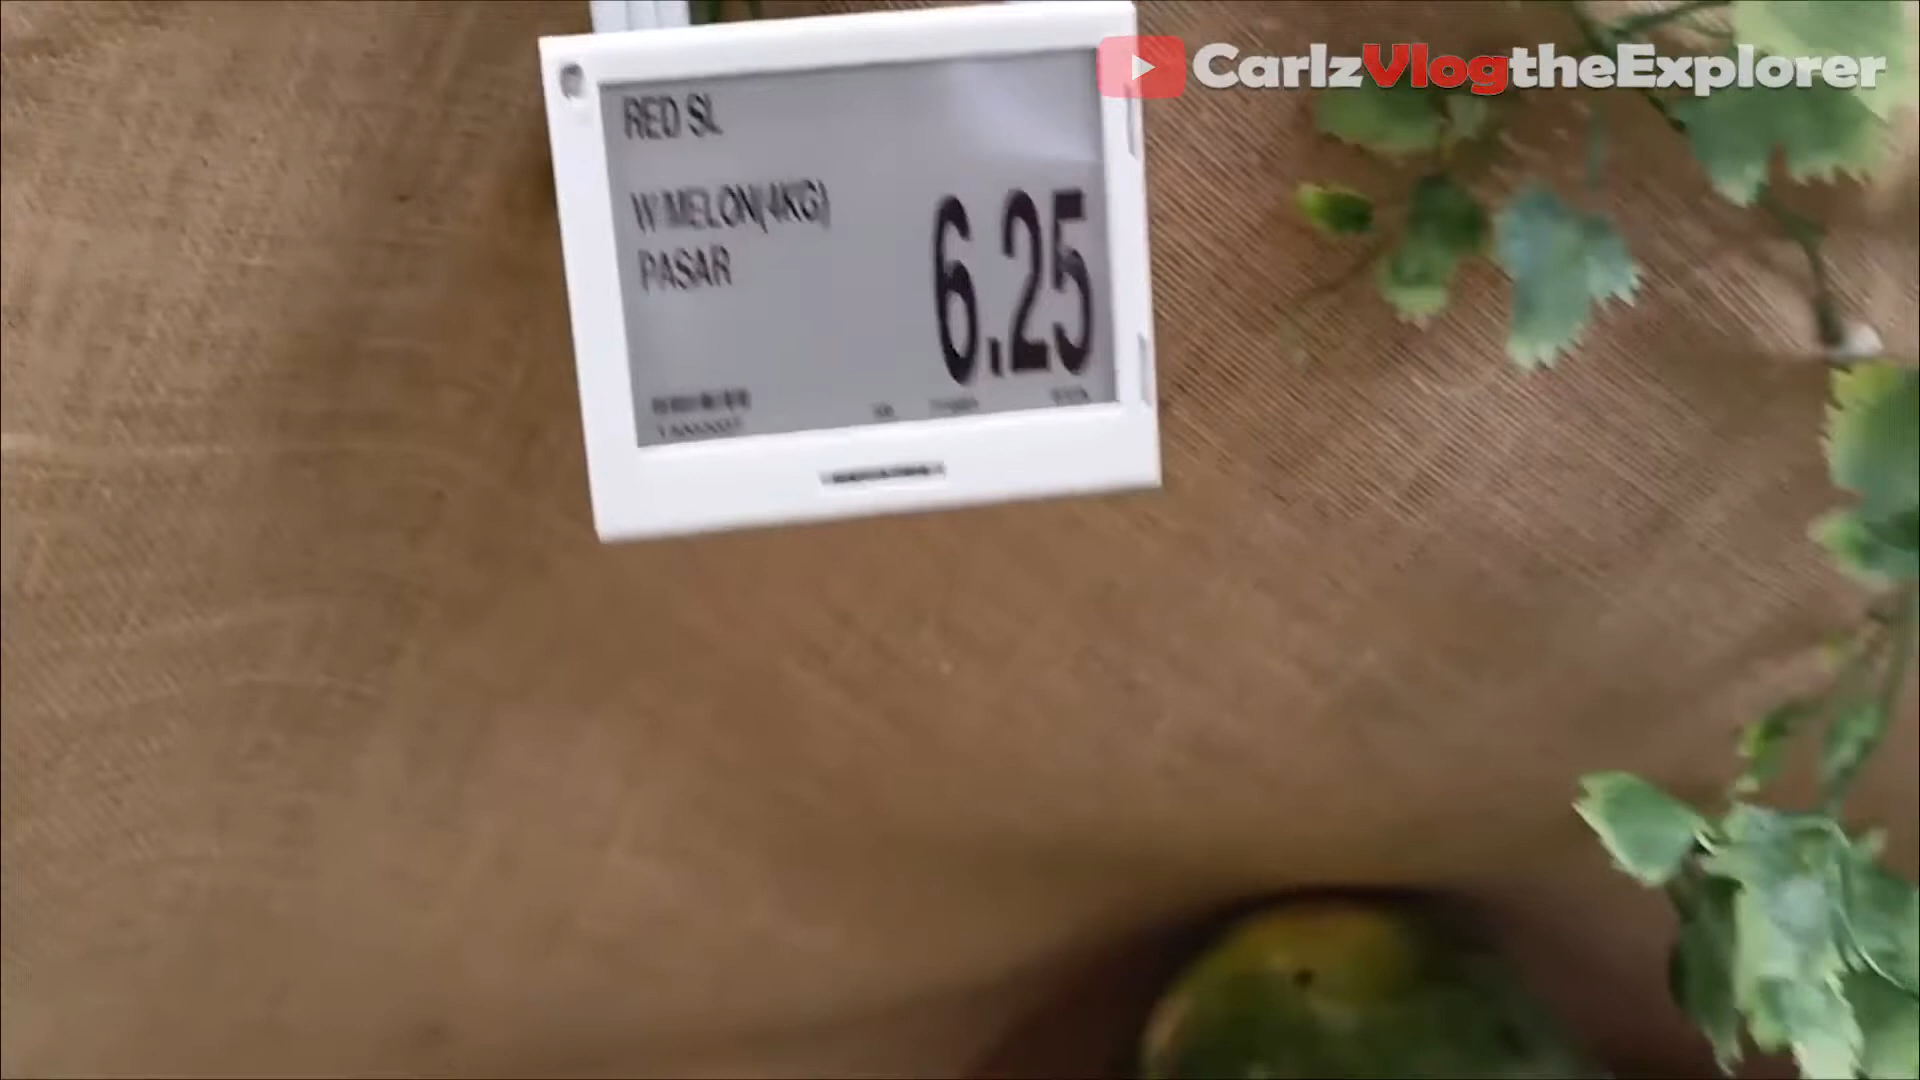 CarlzVlogtheExplorer
RED SL
W MELON(4KG)
PASAR
6.25